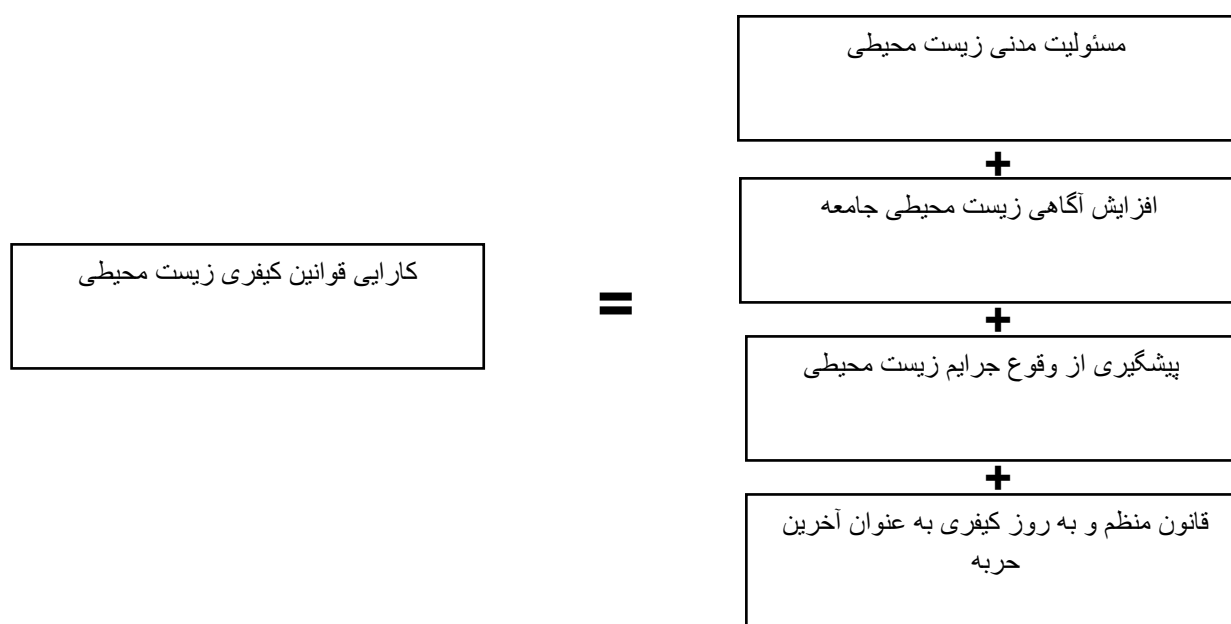 مسئولیت مدنی زیست محیطی
+
افزایش آگاهی زیست محیطی جامعه
+
پیشگیری از وقوع جرایم زیست محیطی
+
قانون منظم و به روز کیفری به عنوان آخرین
حربه
=
کارایی قوانین کیفری زیست محیطی